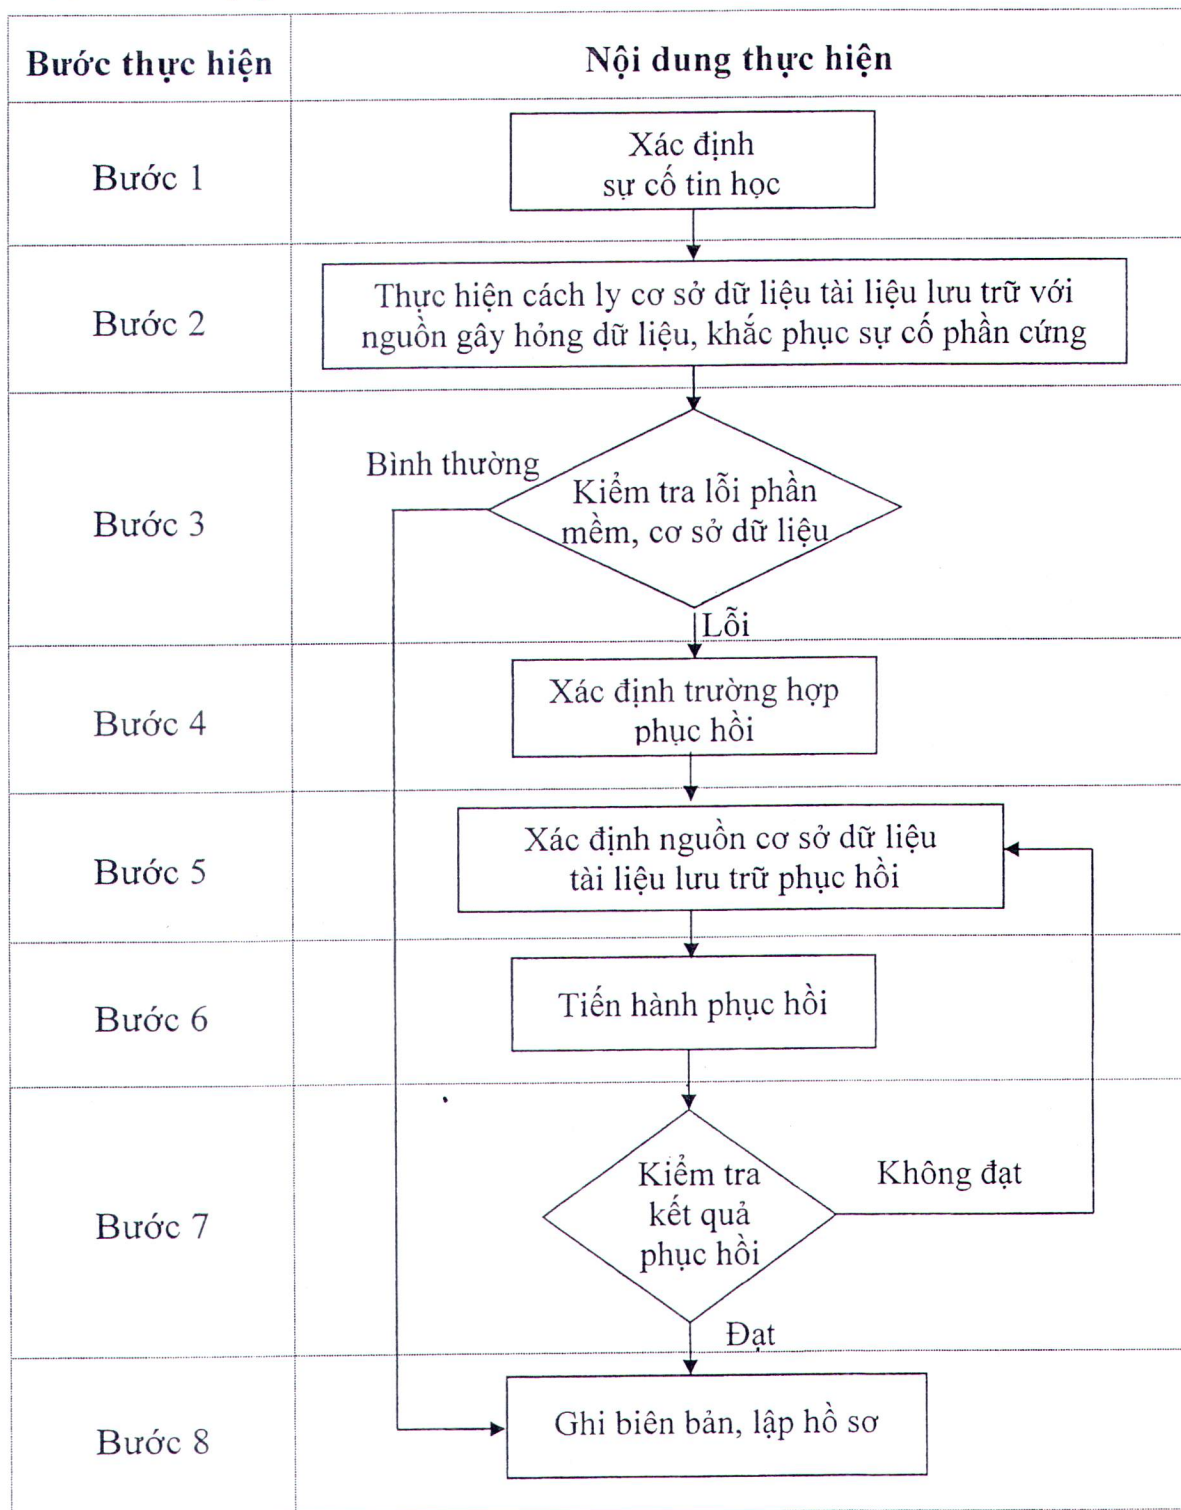 Bước thực hiện
Nội dung thực hiện
Bước 1
Xác định
sự cố tin học
Bước 2
Thực hiện cách ly cơ sở dữ liệu tài liệu lưu trữ với
nguồn gây hỏng dữ liệu, khắc phục sự cố phần cứng
Bước 3
Bình thường
Kiểm tra lỗi phần
mềm, cơ sở dữ liệu
Lỗi
Bước 4
Xác định trường hợp
phục hồi
Bước 5
Xác định nguồn cơ sở dữ liệu
tài liệu lưu trữ phục hồi
Bước 6
Tiến hành phục hồi
Bước 7
Kiểm tra
kết quả
phục hồi
Không đạt
Đạt
Bước 8
Ghi biên bản, lập hồ sơ